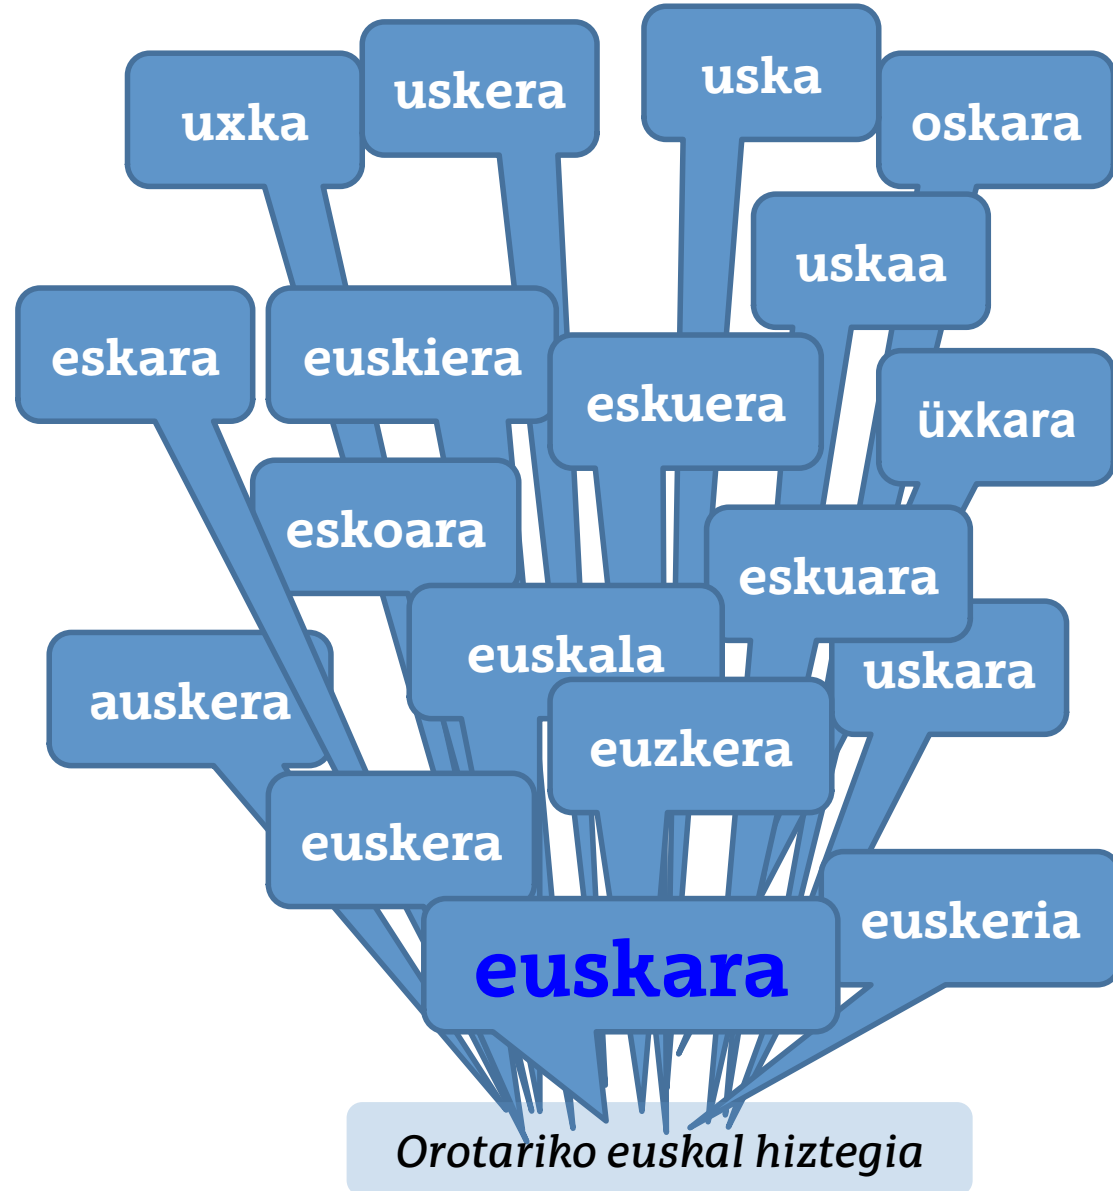 uska
uskera
uxka
oskara
uskaa
eskara
euskiera
eskuera
üxkara
eskoara
eskuara
euskala
uskara
auskera
euzkera
euskera
euskeria
euskara
Orotariko euskal hiztegia